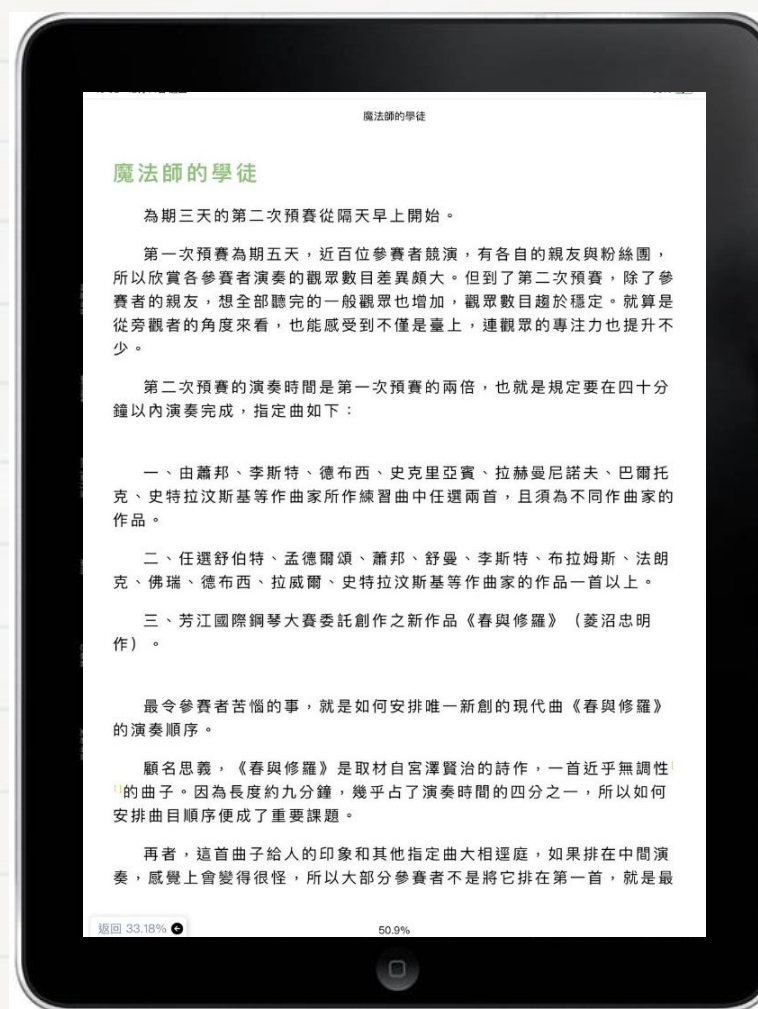 魔法師的學徒
魔法師的學徒
為期三天的第二次預賽從隔天早上開始。
第一次預賽為期五天，近百位參賽者競演，有各自的親友與粉絲團，
所以欣賞各參賽者演奏的觀眾數目差異頗大。但到了第二次預賽，除了參
賽者的親友，想全部聽完的一般觀眾也增加，觀眾數目趨於穩定。就算是
從旁觀者的角度來看，也能感受到不僅是臺上，連觀眾的專注力也提升不
少。
第二次預賽的演奏時間是第一次預賽的兩倍，也就是規定要在四十分
鐘以內演奏完成，指定曲如下：
一、由蕭邦、李斯特、德布西、史克里亞賓、拉赫曼尼諾夫、巴爾托
克、史特拉汶斯基等作曲家所作練習曲中任選兩首，且須為不同作曲家的
作品。
二、任選舒伯特、孟德爾頌、蕭邦、舒曼、李斯特、布拉姆斯、法朗
克、佛瑞、德布西、拉威爾、史特拉汶斯基等作曲家的作品一首以上。
三、芳江國際鋼琴大賽委託創作之新作品《春與修羅》（菱沼忠明
作）。
最令參賽者苦惱的事，就是如何安排唯一新創的現代曲《春與修羅》
的演奏順序。
顧名思義，《春與修羅》是取材自宮澤賢治的詩作，一首近乎無調性
的曲子。因為長度約九分鐘，幾乎占了演奏時間的四分之一，所以如何
安排曲目順序便成了重要課題。
再者，這首曲子給人的印象和其他指定曲大相逕庭，如果排在中間演
奏，感覺上會變得很怪，所以大部分參賽者不是將它排在第一首，就是最
返回 33.18%
50.9%